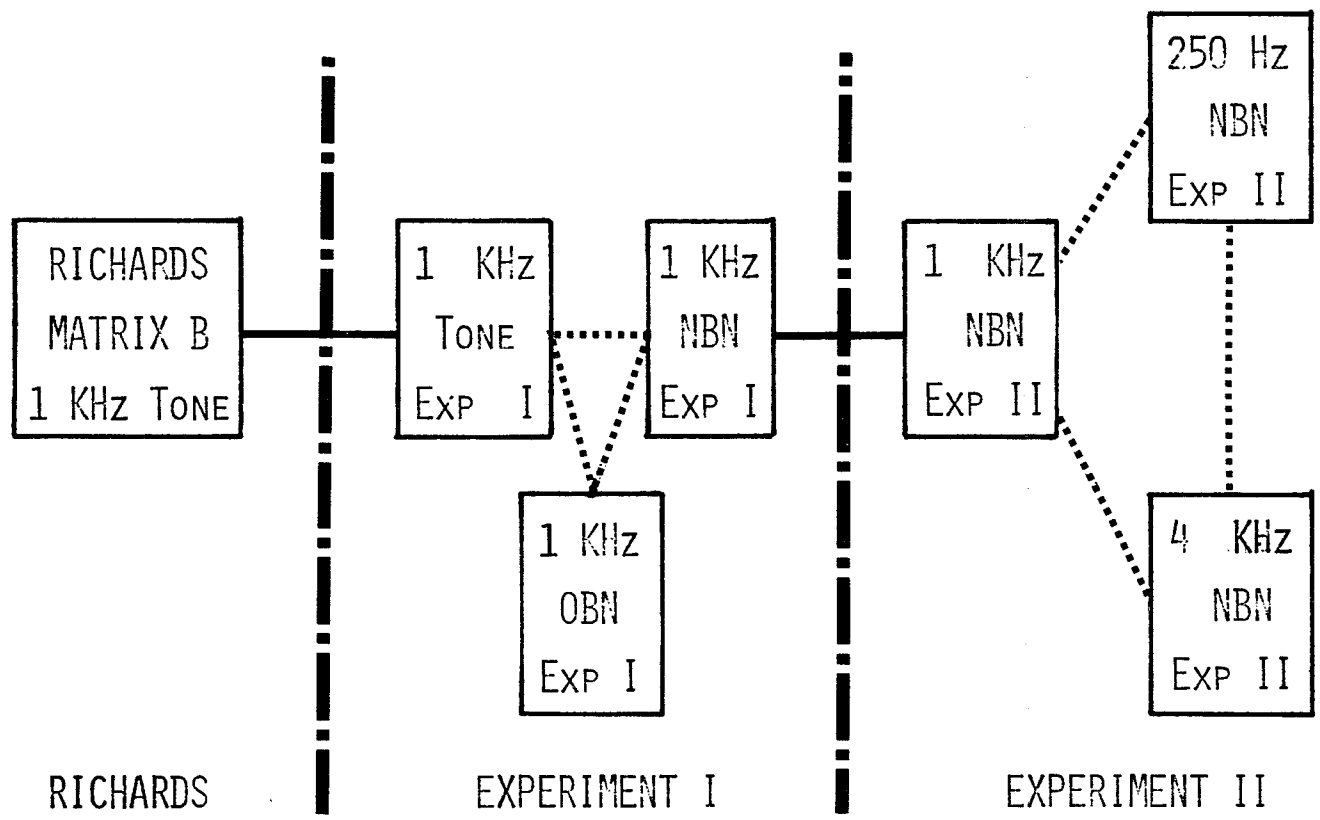 RICHARDS
MATRIX B
1 KHz TONE
1 KHz
TONE
EXP I
1 KHz
NBN
EXP I
1 KHz
OBN
EXP I
1 KHz
NBN
EXP II
250 Hz
NBN
EXP II
4 KHz
NBN
EXP II
RICHARDS
EXPERIMENT I
EXPERIMENT II